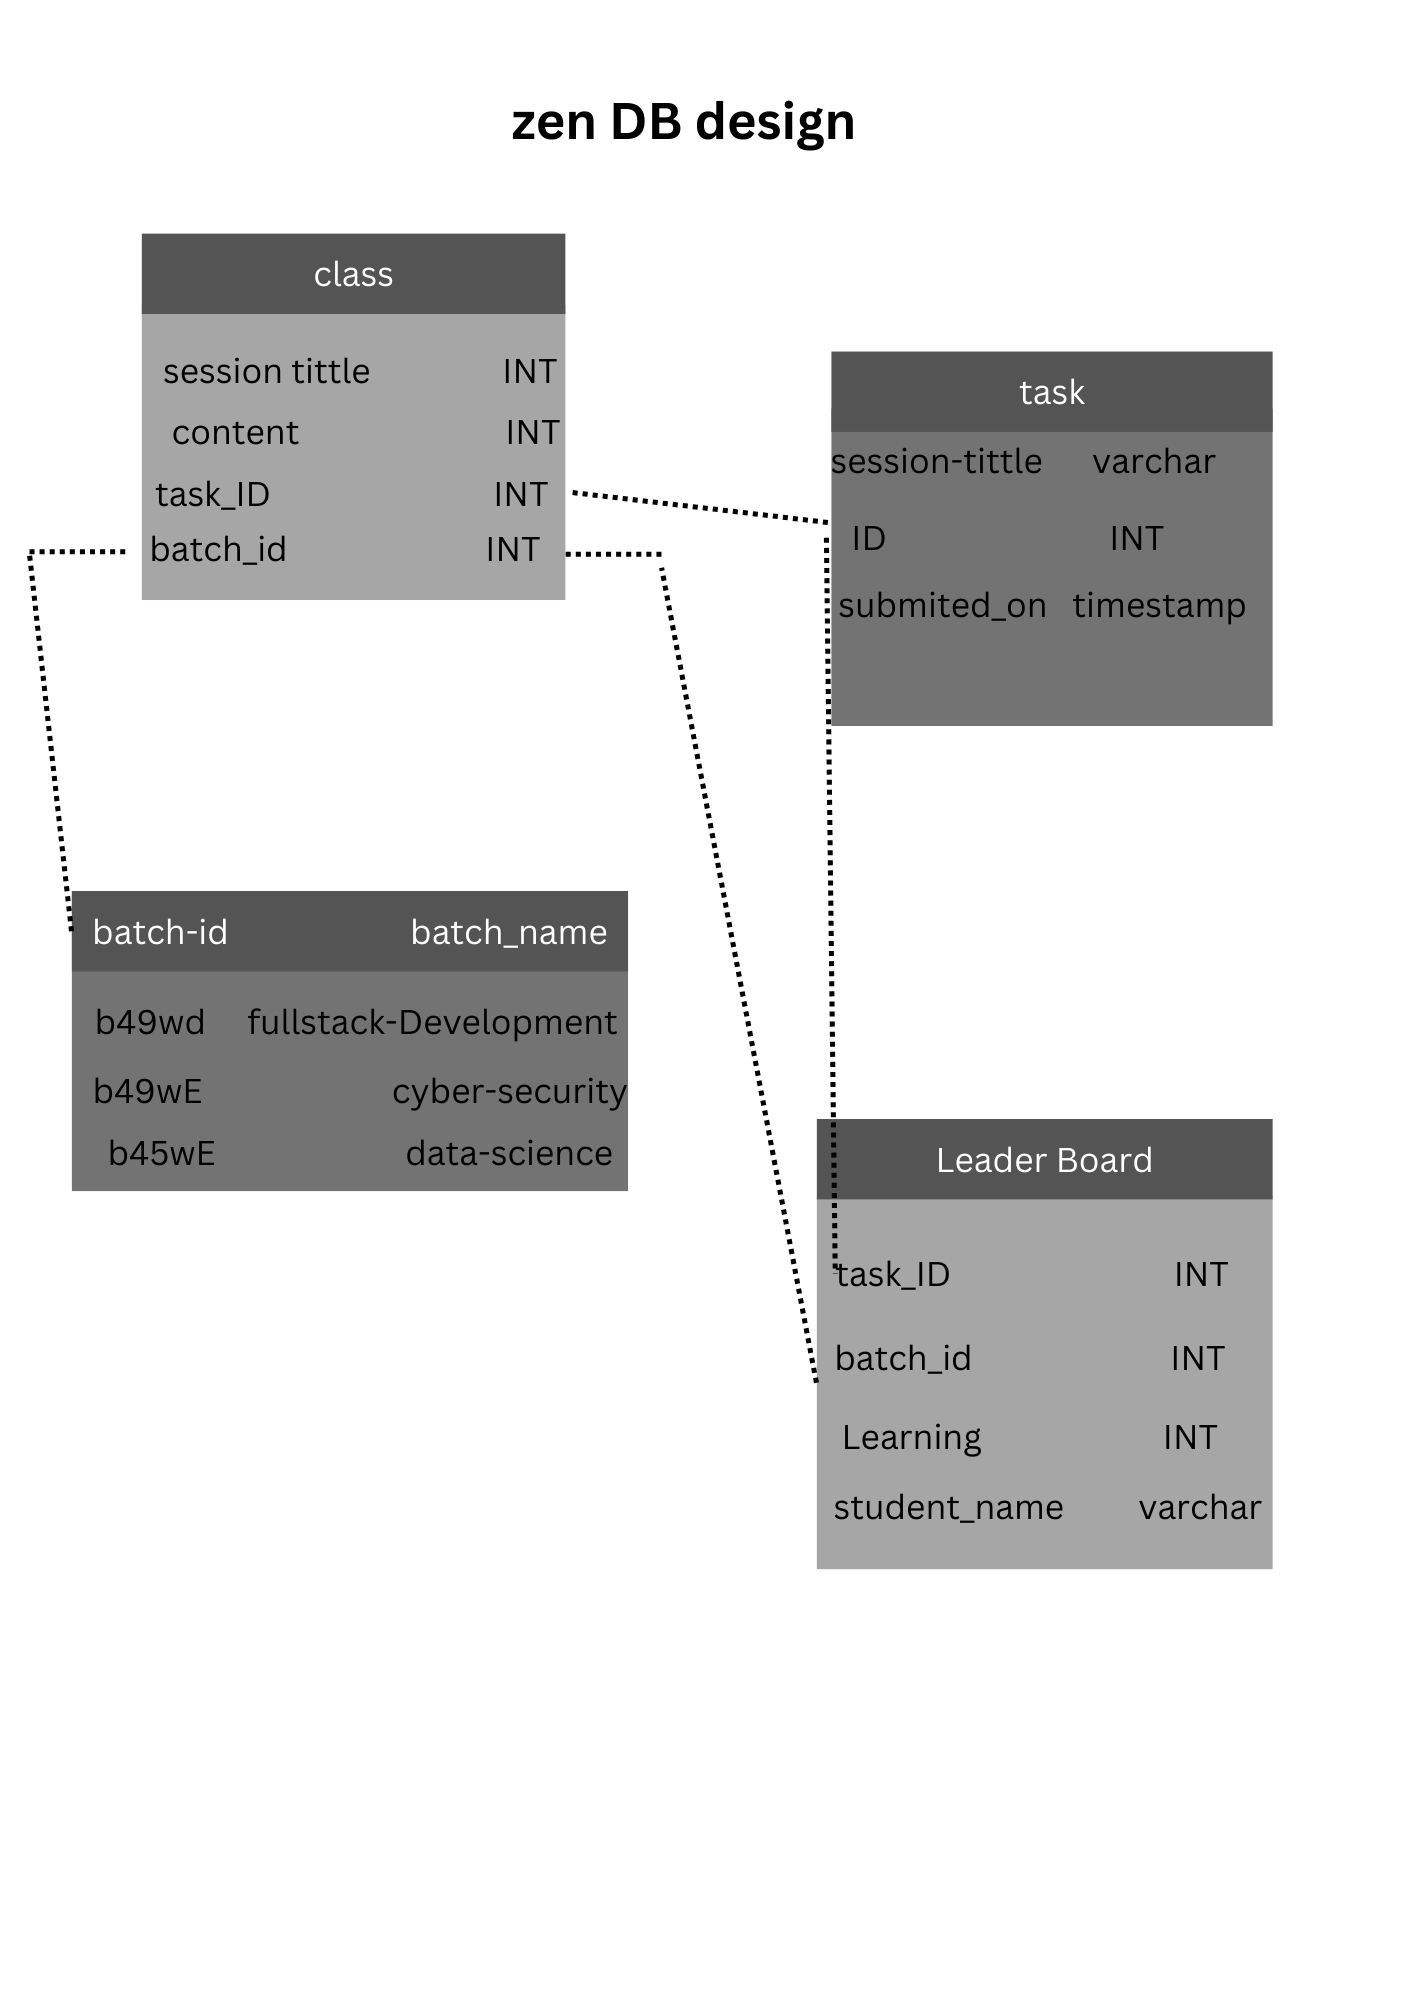 zen DB design
class
session tittle INT
content INT
task_ID INT
batch_id INT
task
session-tittle varchar
ID INT
submited_on timestamp
batch-id batch_name
b49wd fullstack-Development
b49wE cyber-security
b45wE data-science
Leader Board
task_ID INT
batch_id INT
Learning INT
student_name varchar